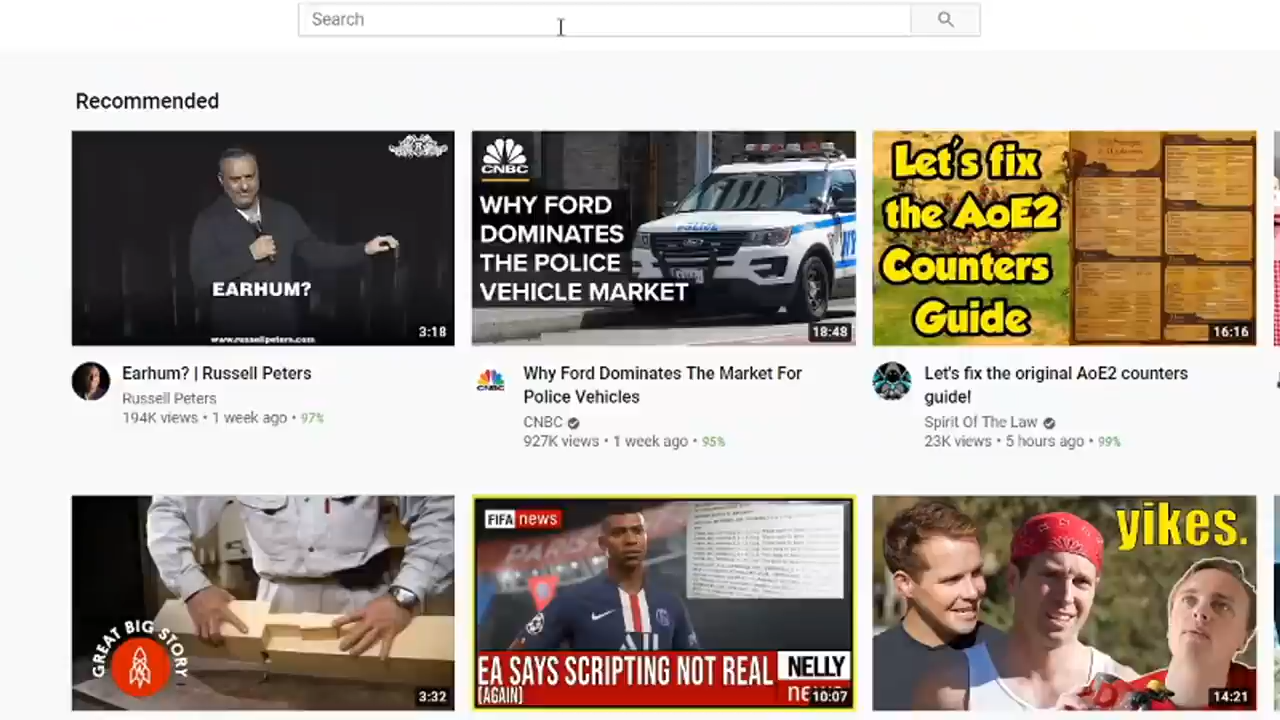 Search
Recommended
EARHUM?
www.russellpeters.com
3:18
CNBC
WHY FORD
DOMINATES
THE POLICE
VEHICLE MARKET
POLICE
18:48
Let's fix
the AoE2
Counters
Guide
16:16
Earhum? | Russell Peters
Russell Peters
194K views • 1 week ago • 97%
Why Ford Dominates The Market For
Police Vehicles
CNBC
927K views • 1 week ago • 95%
Let's fix the original AoE2 counters
guide!
Spirit Of The Law
23K views • 5 hours ago • 99%
GREAT BIG STORY
3:32
FIFA news
EA SAYS SCRIPTING NOT REAL
(AGAIN)
NELLY
10:07
yikes.
14:21